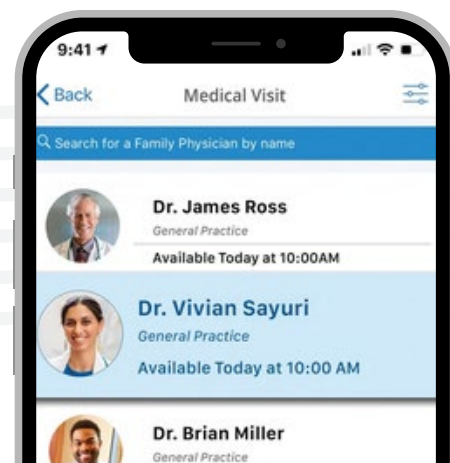 9:41
Back
Medical Visit
Search for a Family Physician by name
Dr. James Ross
General Practice
Available Today at 10:00AM
Dr. Vivian Sayuri
General Practice
Available Today at 10:00 AM
Dr. Brian Miller
General Practice